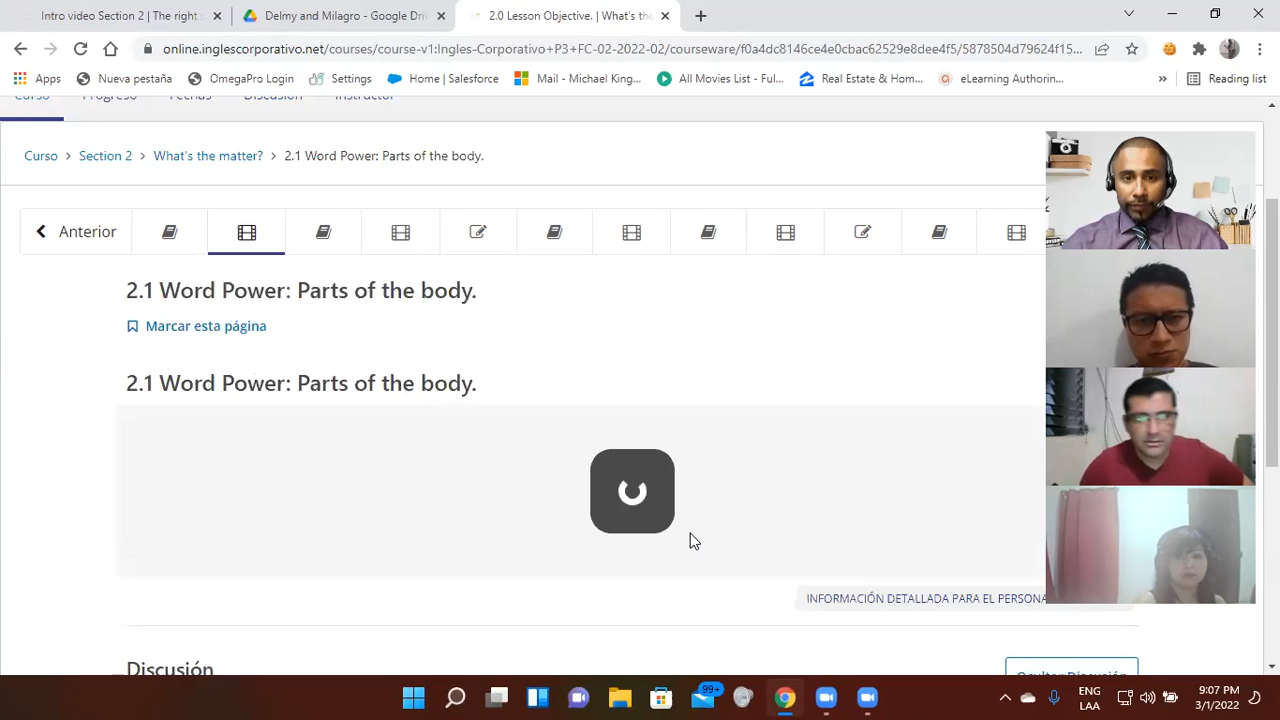 Intro video Section 2 | The right
Delmy and Milagro - Google Dri
2.0 Lesson Objective. | What's the
online.inglescorporativo.net/courses/course-v1:Ingles-Corporativo+P3+FC-02-2022-02/courseware/f0a4dc8146ce4e0cbac62529e8dee4f5/5878504d79624f15...
Apps Nueva pestaña OmegaPro Login Settings Home | Salesforce Mail - Michael King... All Movies List - Ful... Real Estate & Hom... eLearning Authorin... » Reading list
Curso Progreso Fechas Discusión Instructor
Curso > Section 2 > What's the matter? > 2.1 Word Power: Parts of the body.
Anterior
2.1 Word Power: Parts of the body.
Marcar esta página
2.1 Word Power: Parts of the body.
INFORMACIÓN DETALLADA PARA EL PERSONA
Discusión
Ocultar Discusión
99+
ENG
LAA
9:07 PM
3/1/2022